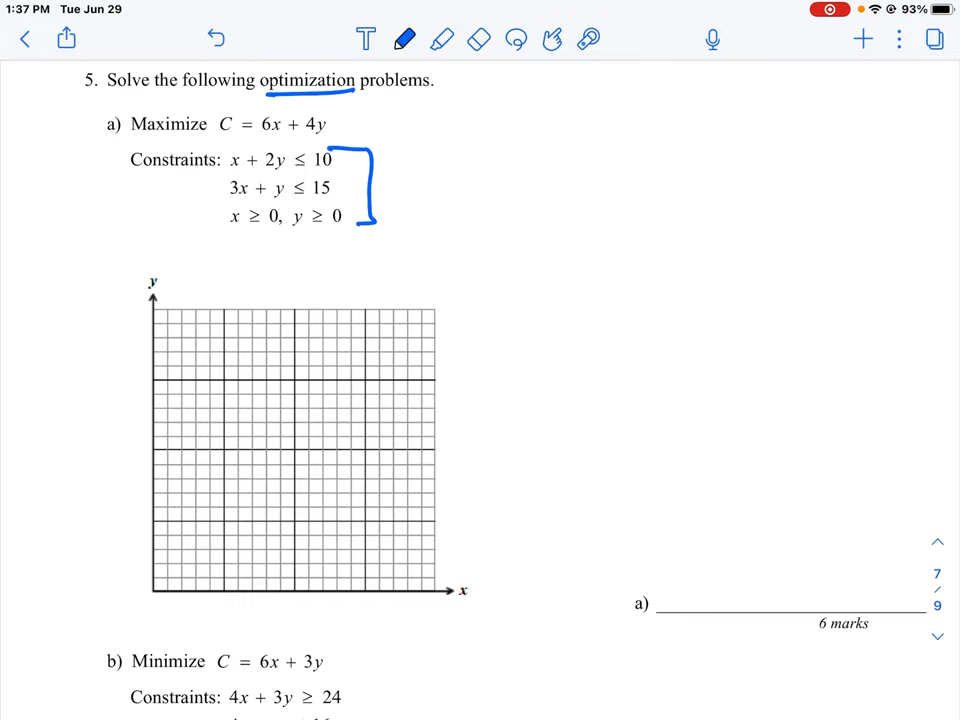 1:37 PM Tue Jun 29
93%
T
5. Solve the following optimization problems.
a) Maximize C = 6x + 4y
Constraints: x + 2y ≤ 10
3x + y ≤ 15
x ≥ 0, y ≥ 0
y
x
7
/
9
a)
6 marks
b) Minimize C = 6x + 3y
Constraints: 4x + 3y ≥ 24